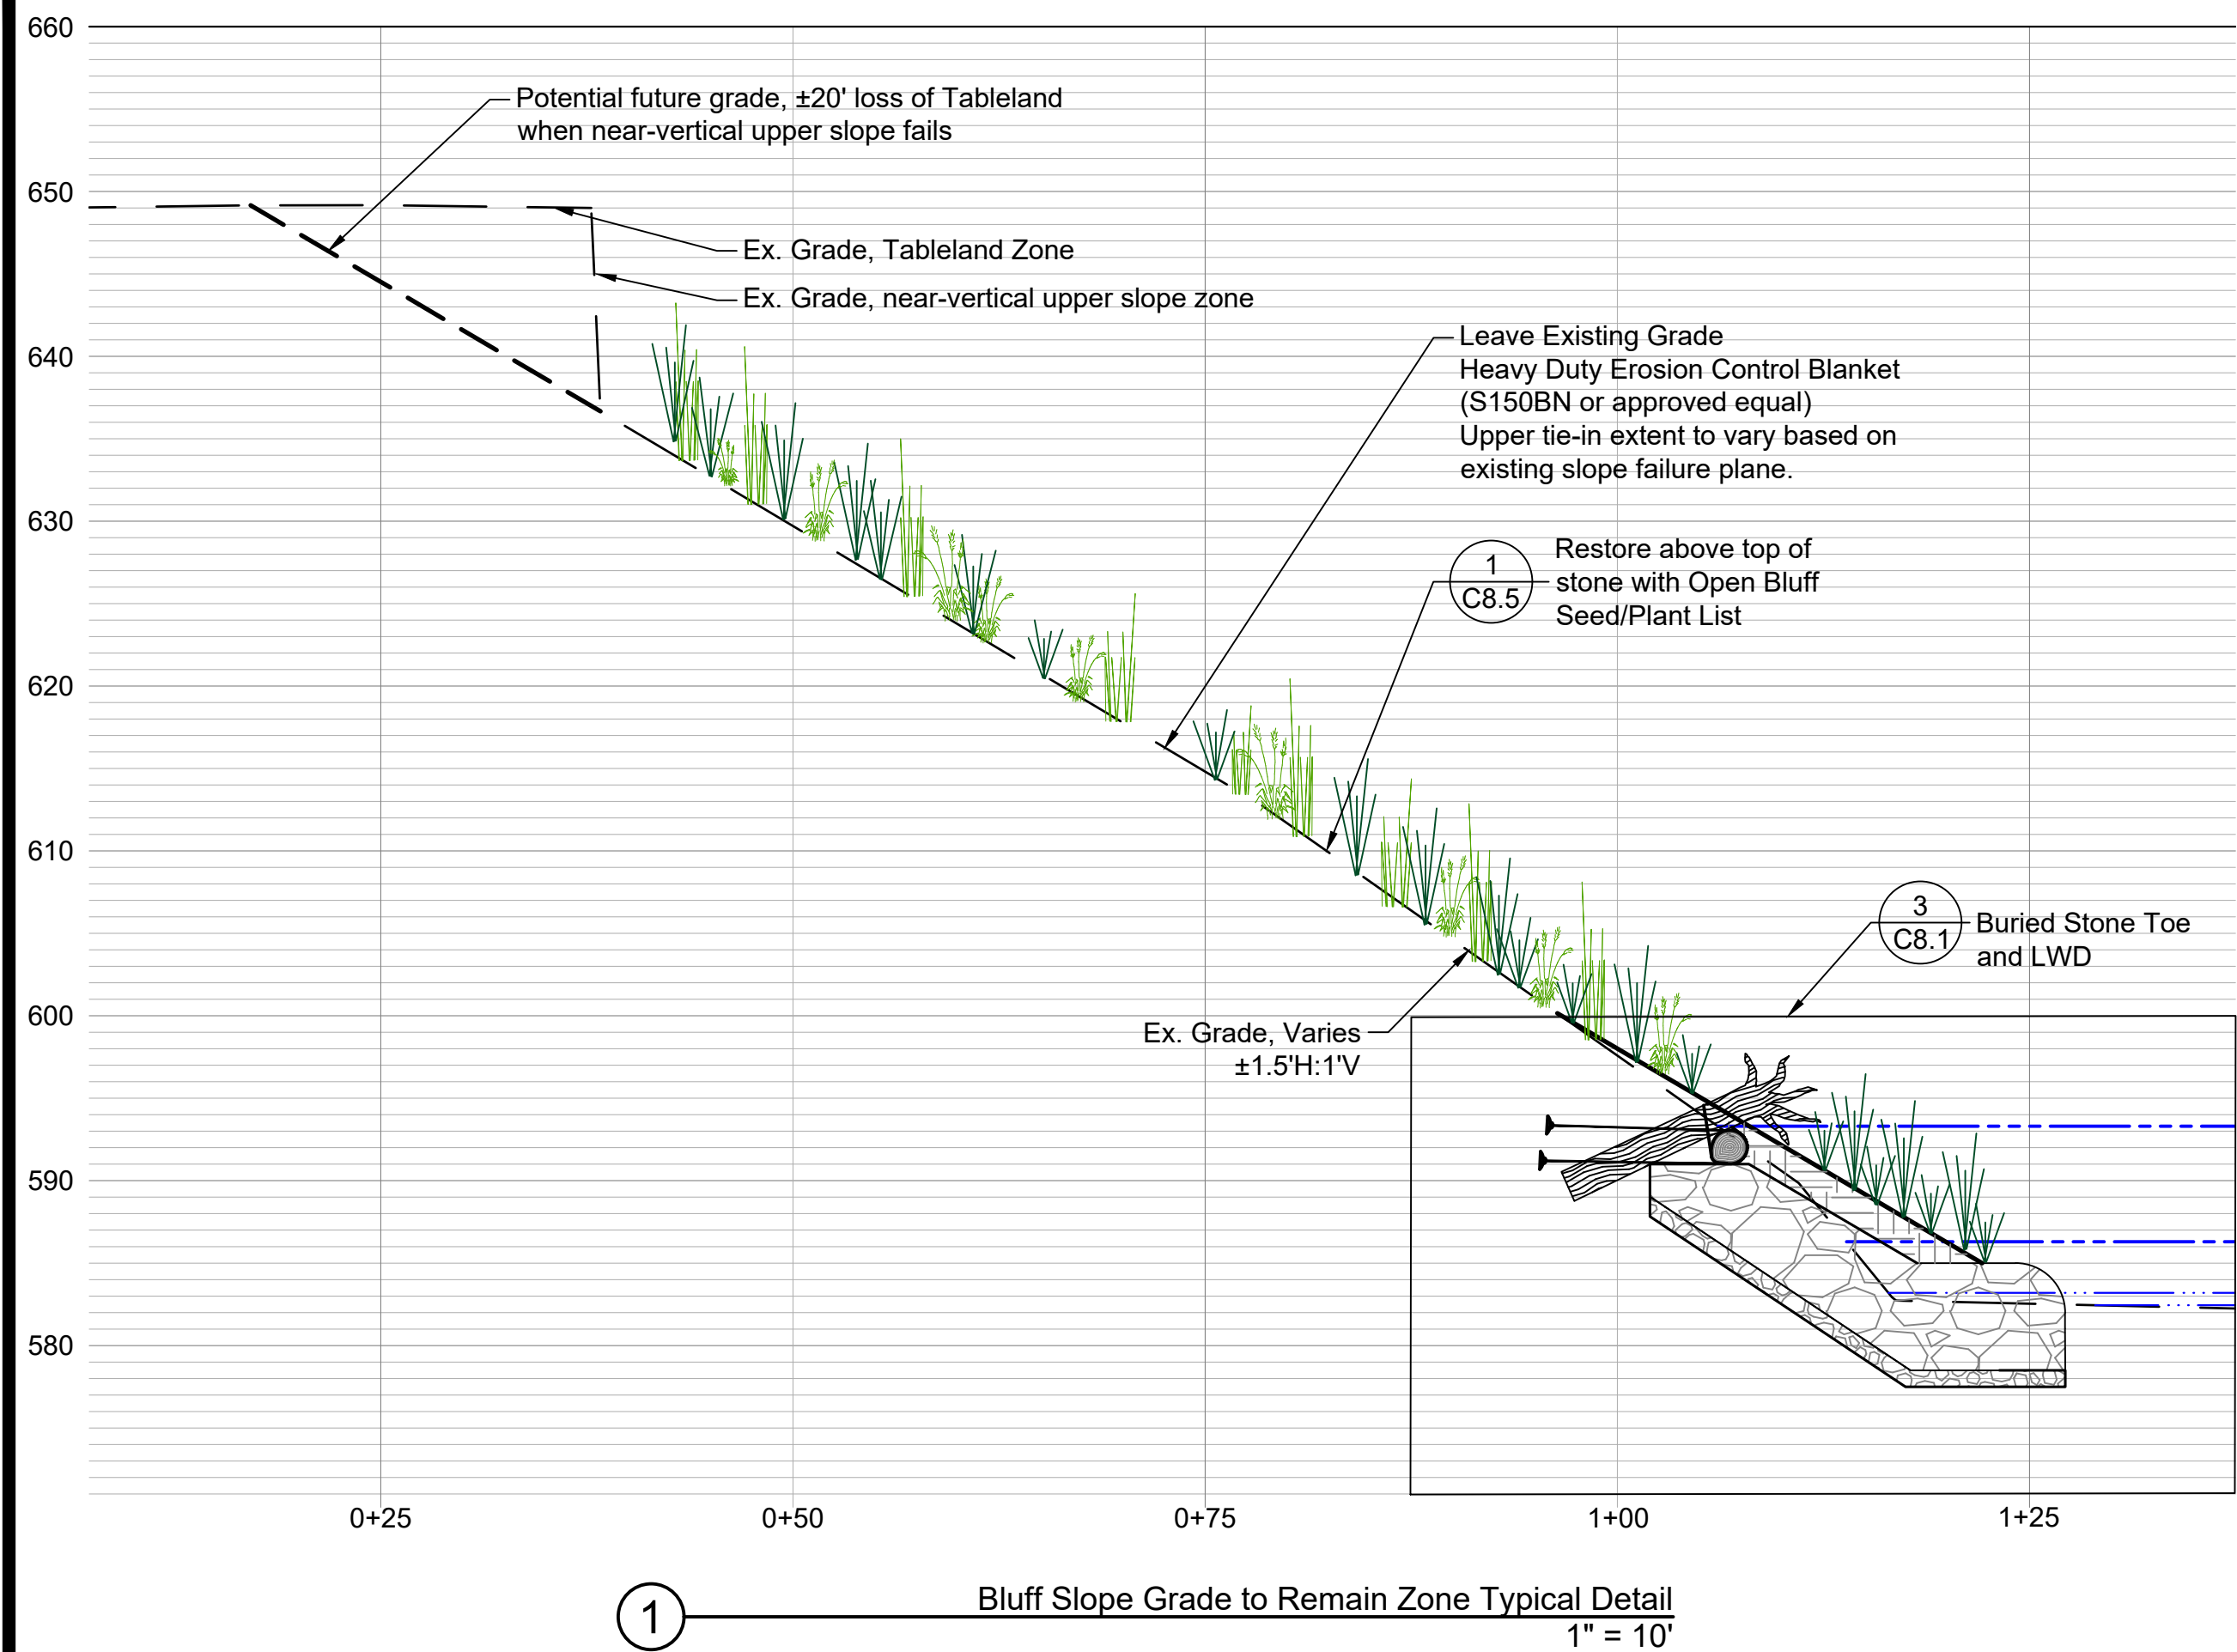 660
Potential future grade, ±20' loss of Tableland
when near-vertical upper slope fails
650
Ex. Grade, Tableland Zone
Ex. Grade, near-vertical upper slope zone
Leave Existing Grade
Heavy Duty Erosion Control Blanket
(S150BN or approved equal)
Upper tie-in extent to vary based on
existing slope failure plane.
640
630
1
C8.5
Restore above top of
stone with Open Bluff
Seed/Plant List
620
610
3
C8.1
Buried Stone Toe
and LWD
600
Ex. Grade, Varies
±1.5'H:1'V
590
580
0+25
0+50
0+75
1+00
1+25
1
Bluff Slope Grade to Remain Zone Typical Detail
1" = 10'